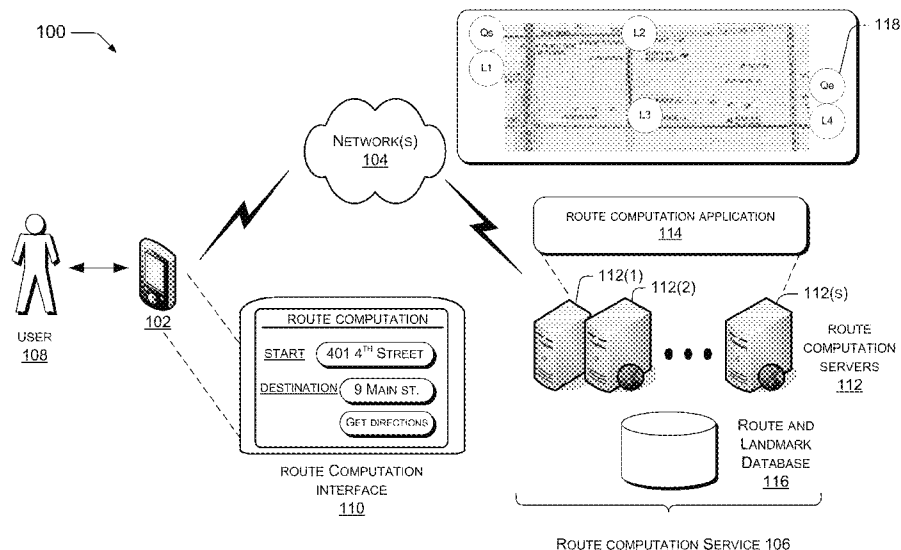 100
Qs
L2
118
L1
Qe
L3
L4
NETWORK(S)
104
ROUTE COMPUTATION APPLICATION
114
112(1)
112(2)
112(S)
USER
108
102
ROUTE COMPUTATION
START
401 4TH STREET
DESTINATION
9 MAIN ST.
GET DIRECTIONS
ROUTE COMPUTATION
INTERFACE
110
ROUTE
COMPUTATION
SERVERS
112
ROUTE AND
LANDMARK
DATABASE
116
ROUTE COMPUTATION SERVICE 106